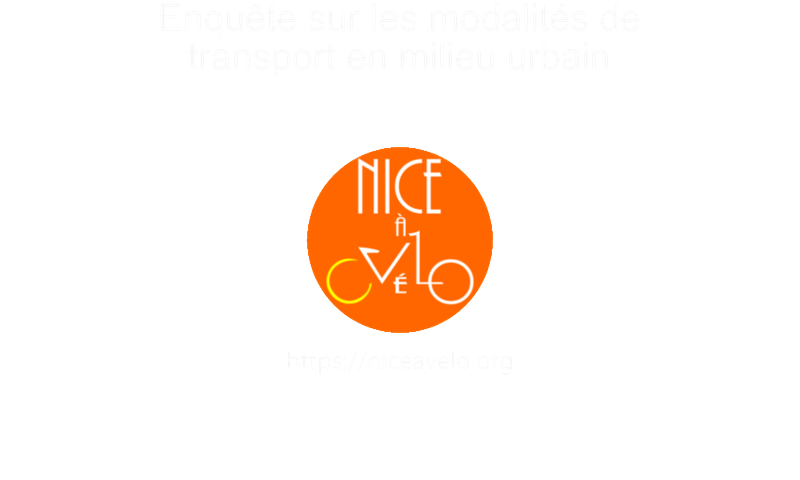 Enquête sur les modalités de
transport en milieu urbain
NICE
À
VÉLO
https://niceavelo.org